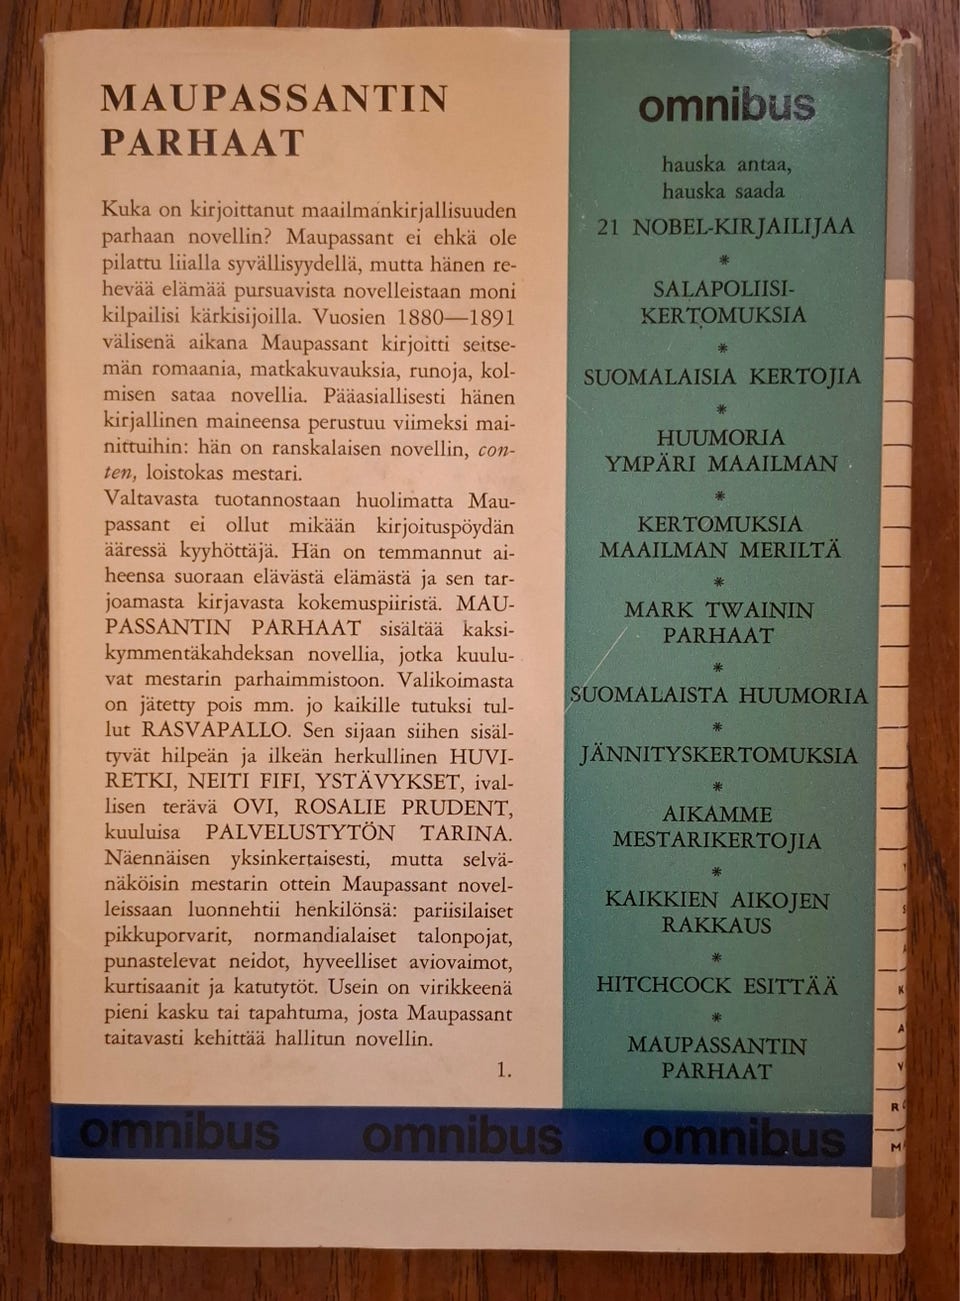 MAUPASSANTIN
PARHAAT
Kuka on kirjoittanut maailmankirjallisuuden
parhaan novellin? Maupassant ei ehkä ole
pilattu liialla syvällisyydellä, mutta hänen re-
hevää elämää pursuavista novelleistaan moni
kilpailisi kärkisijoilla. Vuosien 1880—1891
välisenä aikana Maupassant kirjoitti seitse-
män romaania, matkakuvauksia, runoja, kol-
misen sataa novellia. Pääasiallisesti hänen
kirjallinen maineensa perustuu viimeksi mai-
nittuihin: hän on ranskalaisen novellin, con-
ten, loistokas mestari.
Valtavasta tuotannostaan huolimatta Mau-
passant ei ollut mikään kirjoituspöydän
ääressä kyyhöttäjä. Hän on temmannut ai-
heensa suoraan elävästä elämästä ja sen tar-
joamasta kirjavasta kokemuspiiristä. MAU-
PASSANTIN PARHAAT sisältää kaksi-
kymmentäkahdeksan novellia, jotka kuulu-
vat mestarin parhaimmistoon. Valikoimasta
on jätetty pois mm. jo kaikille tutuksi tul-
lut RASVAPALLO. Sen sijaan siihen sisäl-
tyvät hilpeän ja ilkeän herkullinen HUVI-
RETKI, NEITI FIFI, YSTÄVYKSET, ival-
lisen terävä OVI, ROSALIE PRUDENT,
kuuluisa PALVELUSTYTÖN TARINA.
Näennäisen yksinkertaisesti, mutta selvä-
näköisin mestarin ottein Maupassant novel-
leissaan luonnehtii henkilönsä: pariisilaiset
pikkuporvarit, normandialaiset talonpojat,
punastelevat neidot, hyveelliset aviovaimot,
kurtisaanit ja katutytöt. Usein on virikkeenä
pieni kasku tai tapahtuma, josta Maupassant
taitavasti kehittää hallitun novellin.
1.
omnibus
hauska antaa,
hauska saada
21 NOBEL-KIRJAILIJAA
*
SALAPOLIISI-
KERTOMUKSIA
*
SUOMALAISIA KERTOJIA
*
HUUMORIA
YMPÄRI MAAILMAN
*
KERTOMUKSIA
MAAILMAN MERILTÄ
*
MARK TWAININ
PARHAAT
*
SUOMALAISTA HUUMORIA
*
JÄNNITYSKERTOMUKSIA
*
AIKAMME
MESTARIKERTOJIA
*
KAIKKIEN AIKOJEN
RAKKAUS
*
HITCHCOCK ESITTÄÄ
*
MAUPASSANTIN
PARHAAT
omnibus omnibus omnibus